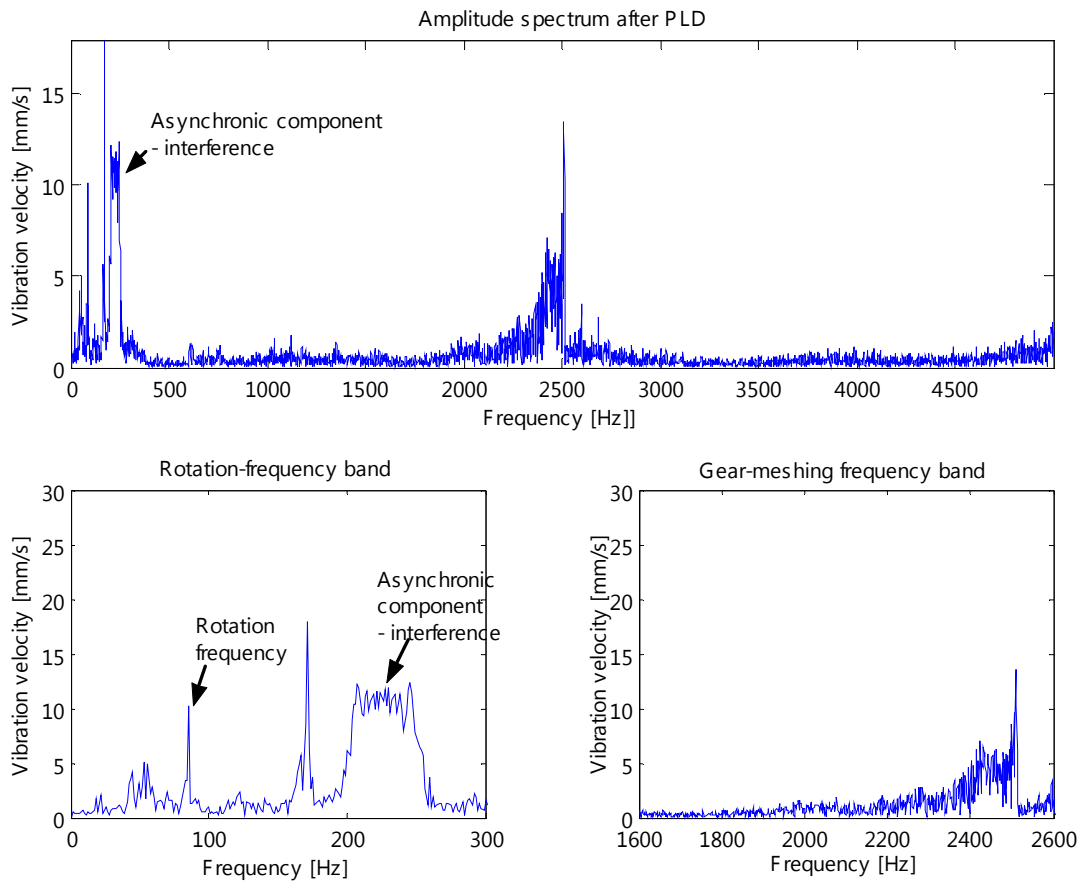 Amplitude spectrum after PLD
Vibration velocity [mm/s]
15
10
5
0
Asynchronic component
- interference
0 500 1000 1500 2000 2500 3000 3500 4000 4500
Frequency [Hz]]
Rotation-frequency band
Vibration velocity [mm/s]
30
25
20
15
10
5
0
Rotation
frequency
Asynchronic
component
- interference
0 100 200 300
Frequency [Hz]
Gear-meshing frequency band
Vibration velocity [mm/s]
30
25
20
15
10
5
0
1600 1800 2000 2200 2400 2600
Frequency [Hz]